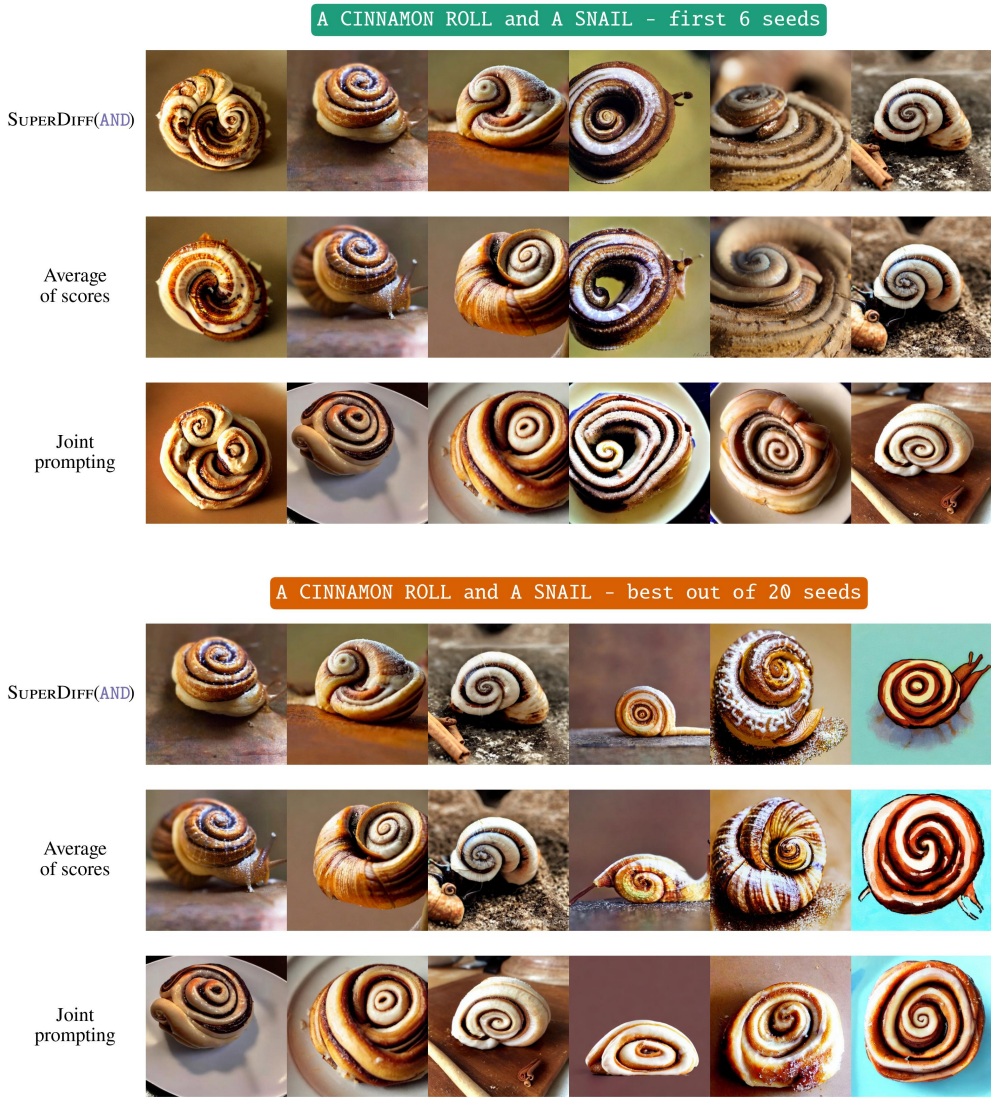 A CINNAMON ROLL and A SNAIL - first 6 seeds
SUPERDIFF(AND)
Average
of scores
Joint
prompting
A CINNAMON ROLL and A SNAIL - best out of 20 seeds
SUPERDIFF(AND)
Average
of scores
Joint
prompting